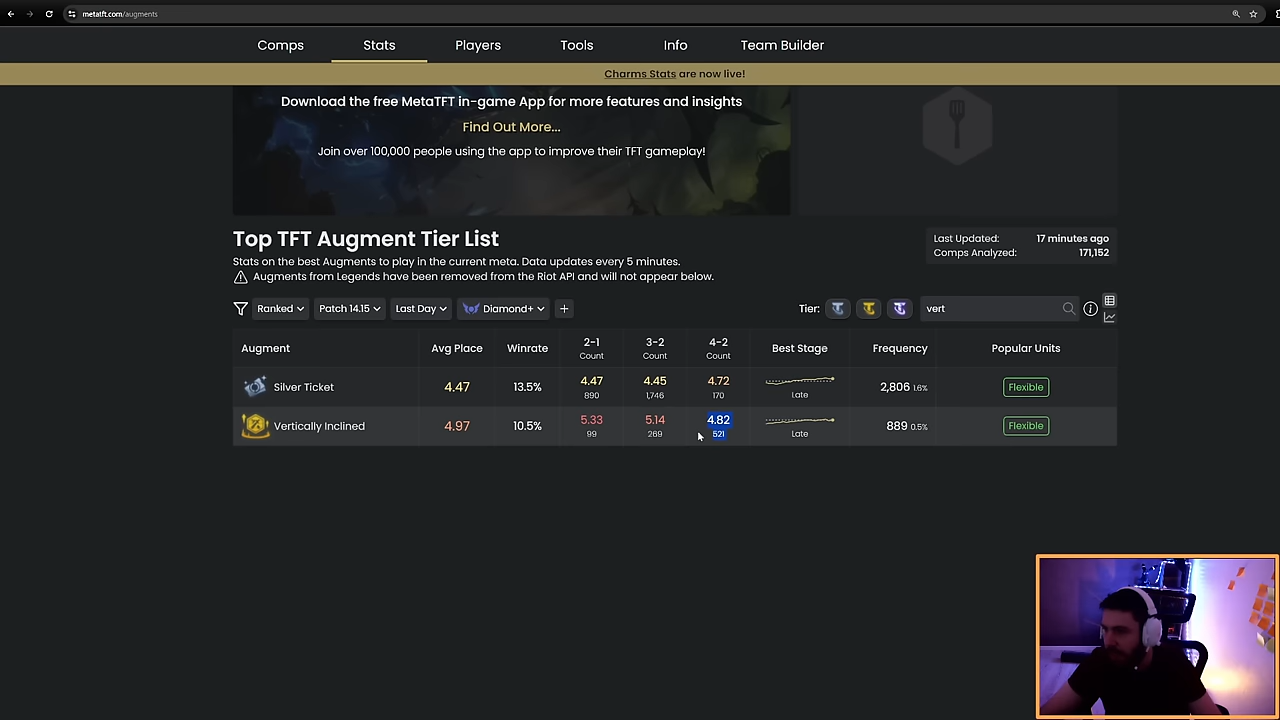 metatft.com/augments
Comps Stats Players Tools Info Team Builder
Charms Stats are now live!
Download the free MetaTFT in-game App for more features and insights
Find Out More...
Join over 100,000 people using the app to improve their TFT gameplay!
Top TFT Augment Tier List
Stats on the best Augments to play in the current meta. Data updates every 5 minutes.
Augments from Legends have been removed from the Riot API and will not appear below.
Last Updated: 17 minutes ago
Comps Analyzed: 171,152
Ranked Patch 14.15 Last Day Diamond+ + Tier: vert
Augment Avg Place Winrate 2-1 Count 3-2 Count 4-2 Count Best Stage Frequency Popular Units
Silver Ticket 4.47 13.5% 4.47 890 4.45 1,746 4.72 170 Late 2,806 1.6% Flexible
Vertically Inclined 4.97 10.5% 5.33 99 5.14 269 4.82 521 Late 889 0.5% Flexible